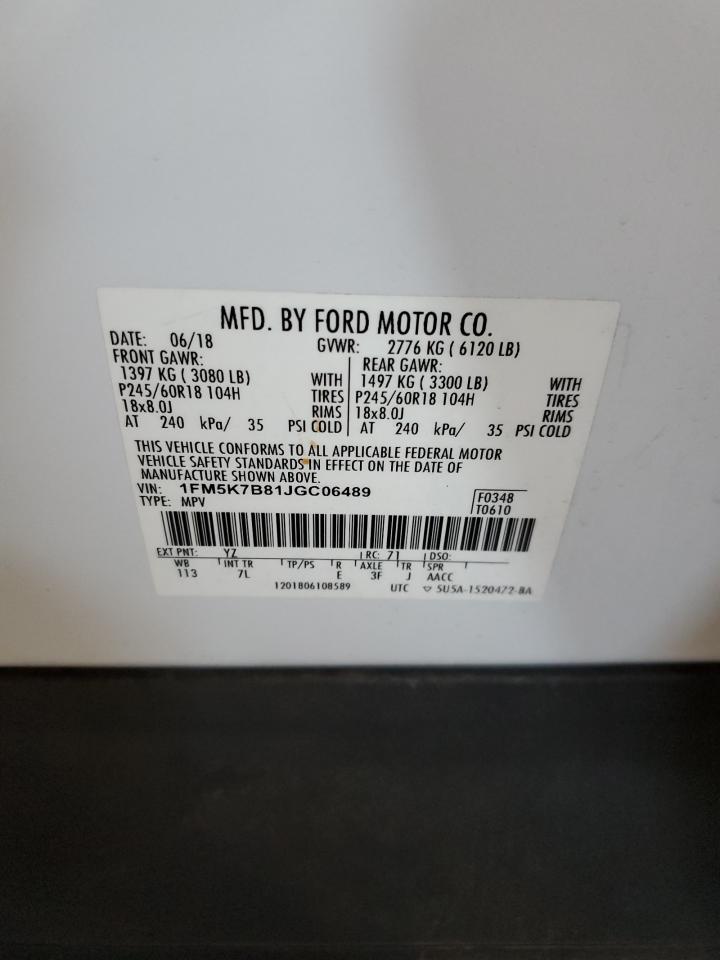 MFD. BY FORD MOTOR CO.
DATE: 06/18 GVWR: 2776 KG ( 6120 LB)
FRONT GAWR: REAR GAWR:
1397 KG ( 3080 LB) WITH 1497 KG ( 3300 LB) WITH
P245/60R18 104H TIRES P245/60R18 104H TIRES
18x8.0J RIMS 18x8.0J RIMS
AT 240 kPa/ 35 PSI COLD AT 240 kPa/ 35 PSI COLD
THIS VEHICLE CONFORMS TO ALL APPLICABLE FEDERAL MOTOR
VEHICLE SAFETY STANDARDS IN EFFECT ON THE DATE OF
MANUFACTURE SHOWN ABOVE.
VIN: 1FM5K7B81JGC06489 F0348
TYPE: MPV T0610
EXT PNT: YZ RC: 71 DSO:
WB INT TR TP/PS R AXLE TR SPR
113 7L E 3F J AACC
1201806108589 UTC ▽ 5U5A-1520472-BA